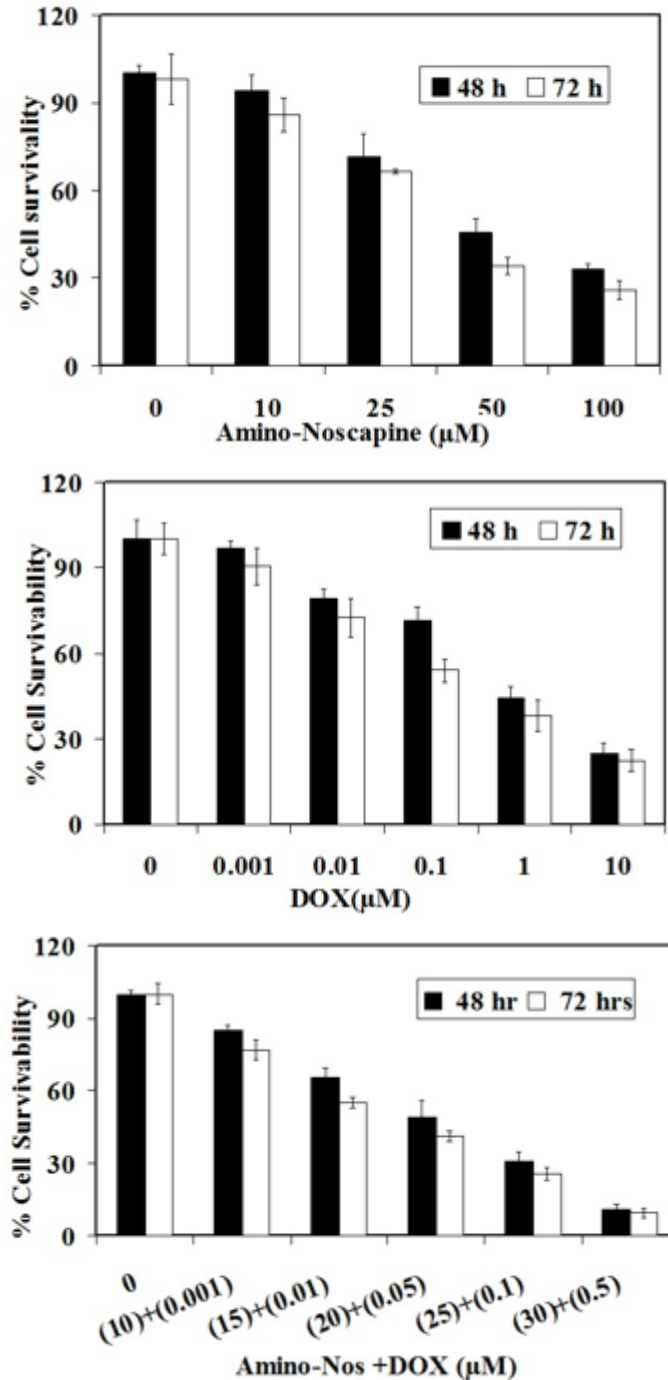 120
90
60
30
0
% Cell survivality
48 h 72 h
0 10 25 50 100
Amino-Noscapine (µM)
120
90
60
30
0
% Cell Survivability
48 h 72 h
0 0.001 0.01 0.1 1 10
DOX(µM)
120
90
60
30
0
% Cell Survivability
48 hr 72 hrs
0 (10)+(0.001) (15)+(0.01) (20)+(0.05) (25)+(0.1) (30)+(0.5)
Amino-Nos +DOX (µM)